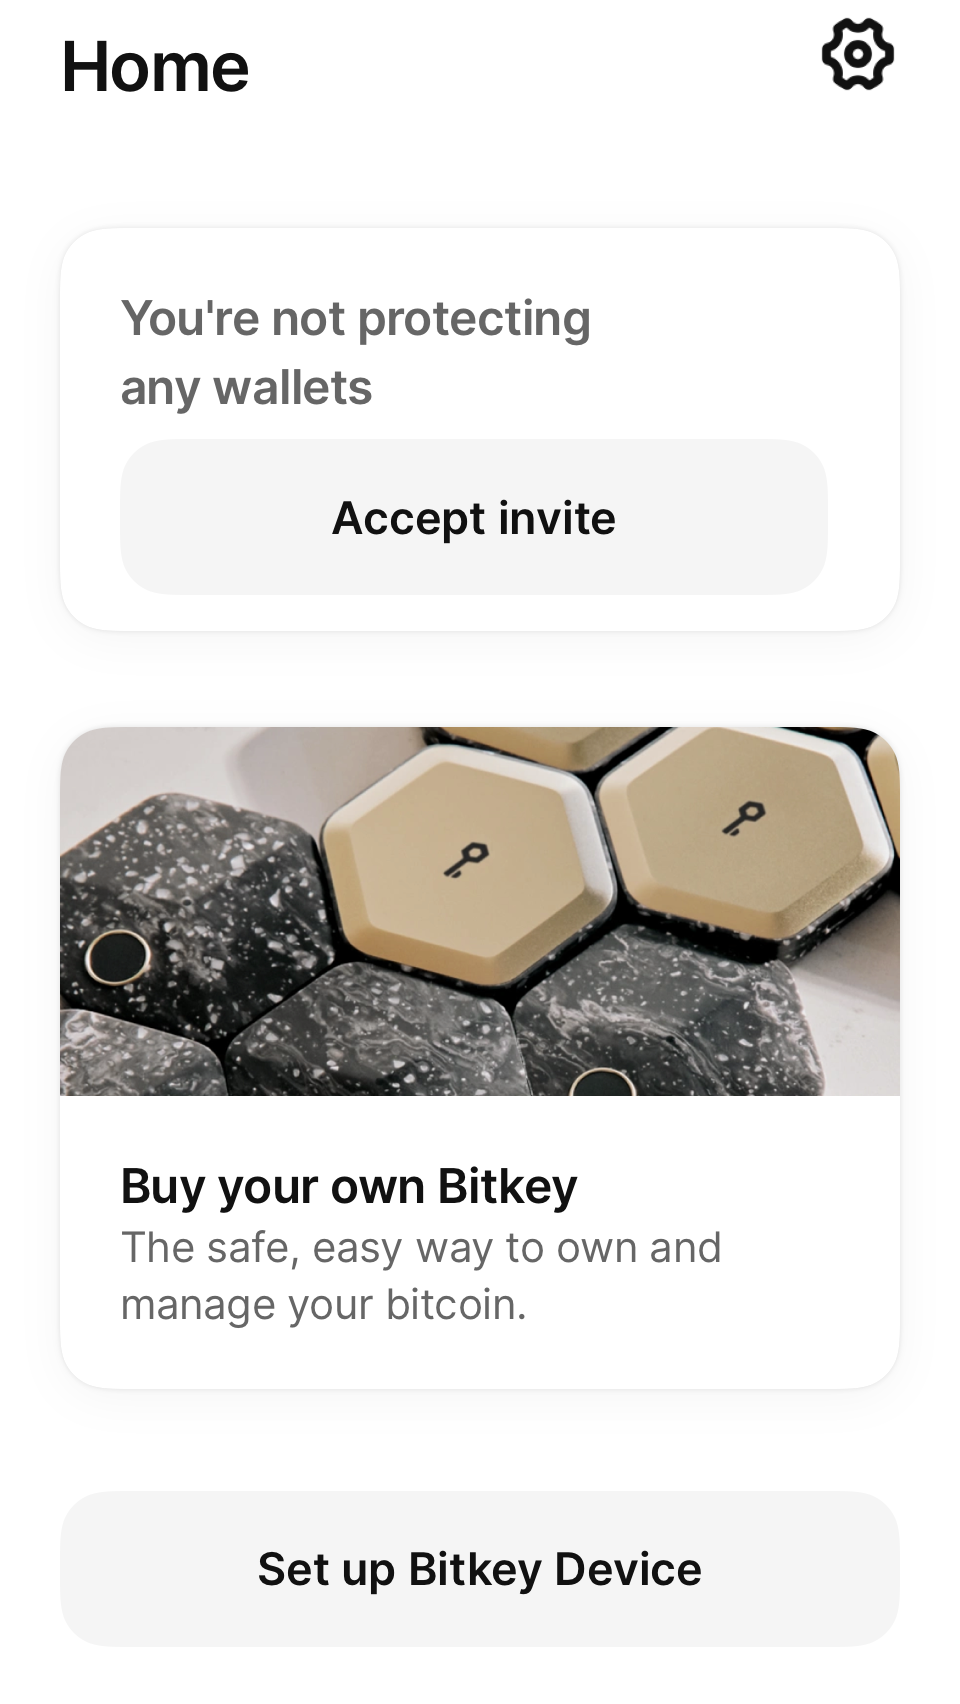 Home
You're not protecting
any wallets
Accept invite
Buy your own Bitkey
The safe, easy way to own and
manage your bitcoin.
Set up Bitkey Device